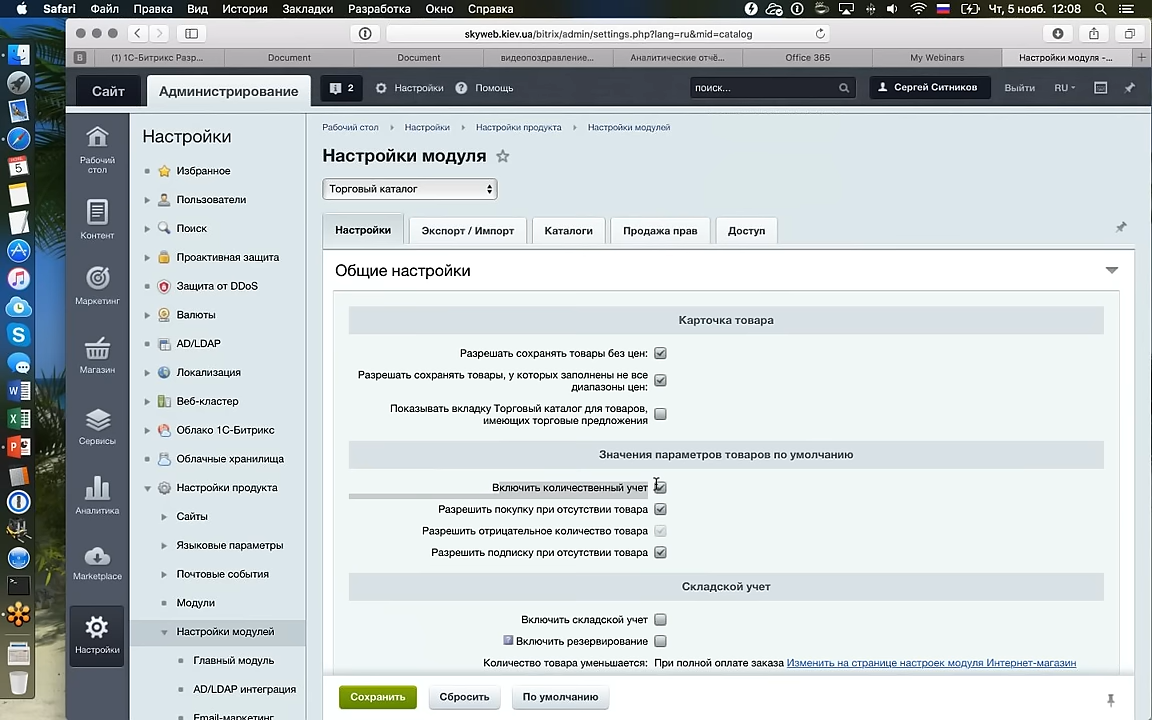 Safari Файл Правка Вид История Закладки Разработка Окно Справка
Чт, 5 нояб. 12:08
skyweb.kiev.ua/bitrix/admin/settings.php?lang=ru&mid=catalog
(1) 1С-Битрикс Разр... Document Document видеопоздравление... Аналитические отчё... Office 365 My Webinars Настройки модуля -...
Сайт Администрирование 2 Настройки Помощь поиск... Сергей Ситников Выйти RU
Рабочий стол
Контент
Маркетинг
Магазин
Сервисы
Аналитика
Marketplace
Настройки
Настройки
Избранное
Пользователи
Поиск
Проактивная защита
Защита от DDoS
Валюты
AD/LDAP
Локализация
Веб-кластер
Облако 1С-Битрикс
Облачные хранилища
Настройки продукта
Сайты
Языковые параметры
Почтовые события
Модули
Настройки модулей
Главный модуль
AD/LDAP интеграция
Email-маркетинг
Рабочий стол Настройки Настройки продукта Настройки модулей
Настройки модуля
Торговый каталог
Настройки Экспорт / Импорт Каталоги Продажа прав Доступ
Общие настройки
Карточка товара
Разрешать сохранять товары без цен:
Разрешать сохранять товары, у которых заполнены не все
диапазоны цен:
Показывать вкладку Торговый каталог для товаров,
имеющих торговые предложения
Значения параметров товаров по умолчанию
Включить количественный учет
Разрешить покупку при отсутствии товара
Разрешить отрицательное количество товара
Разрешить подписку при отсутствии товара
Складской учет
Включить складской учет
Включить резервирование
Количество товара уменьшается: При полной оплате заказа Изменить на странице настроек модуля Интернет-магазин
Сохранить Сбросить По умолчанию